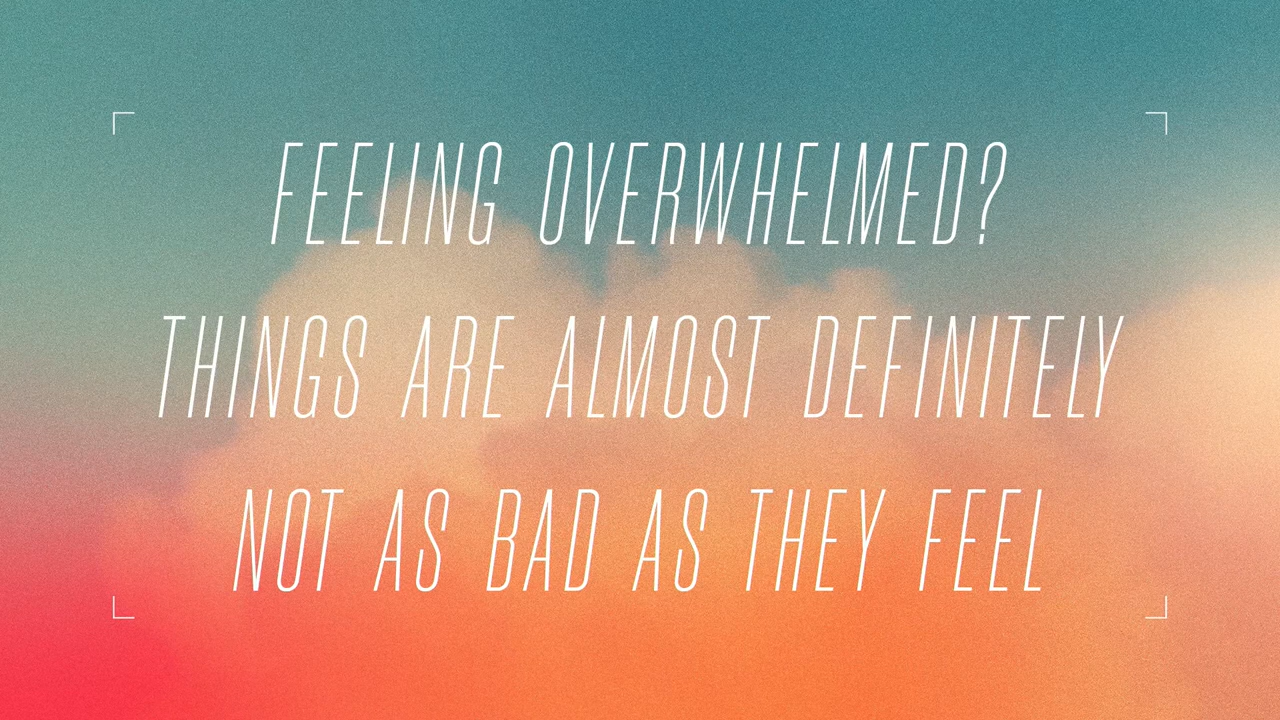 FEELING OVERWHELMED?
THINGS ARE ALMOST DEFINITELY
NOT AS BAD AS THEY FEEL